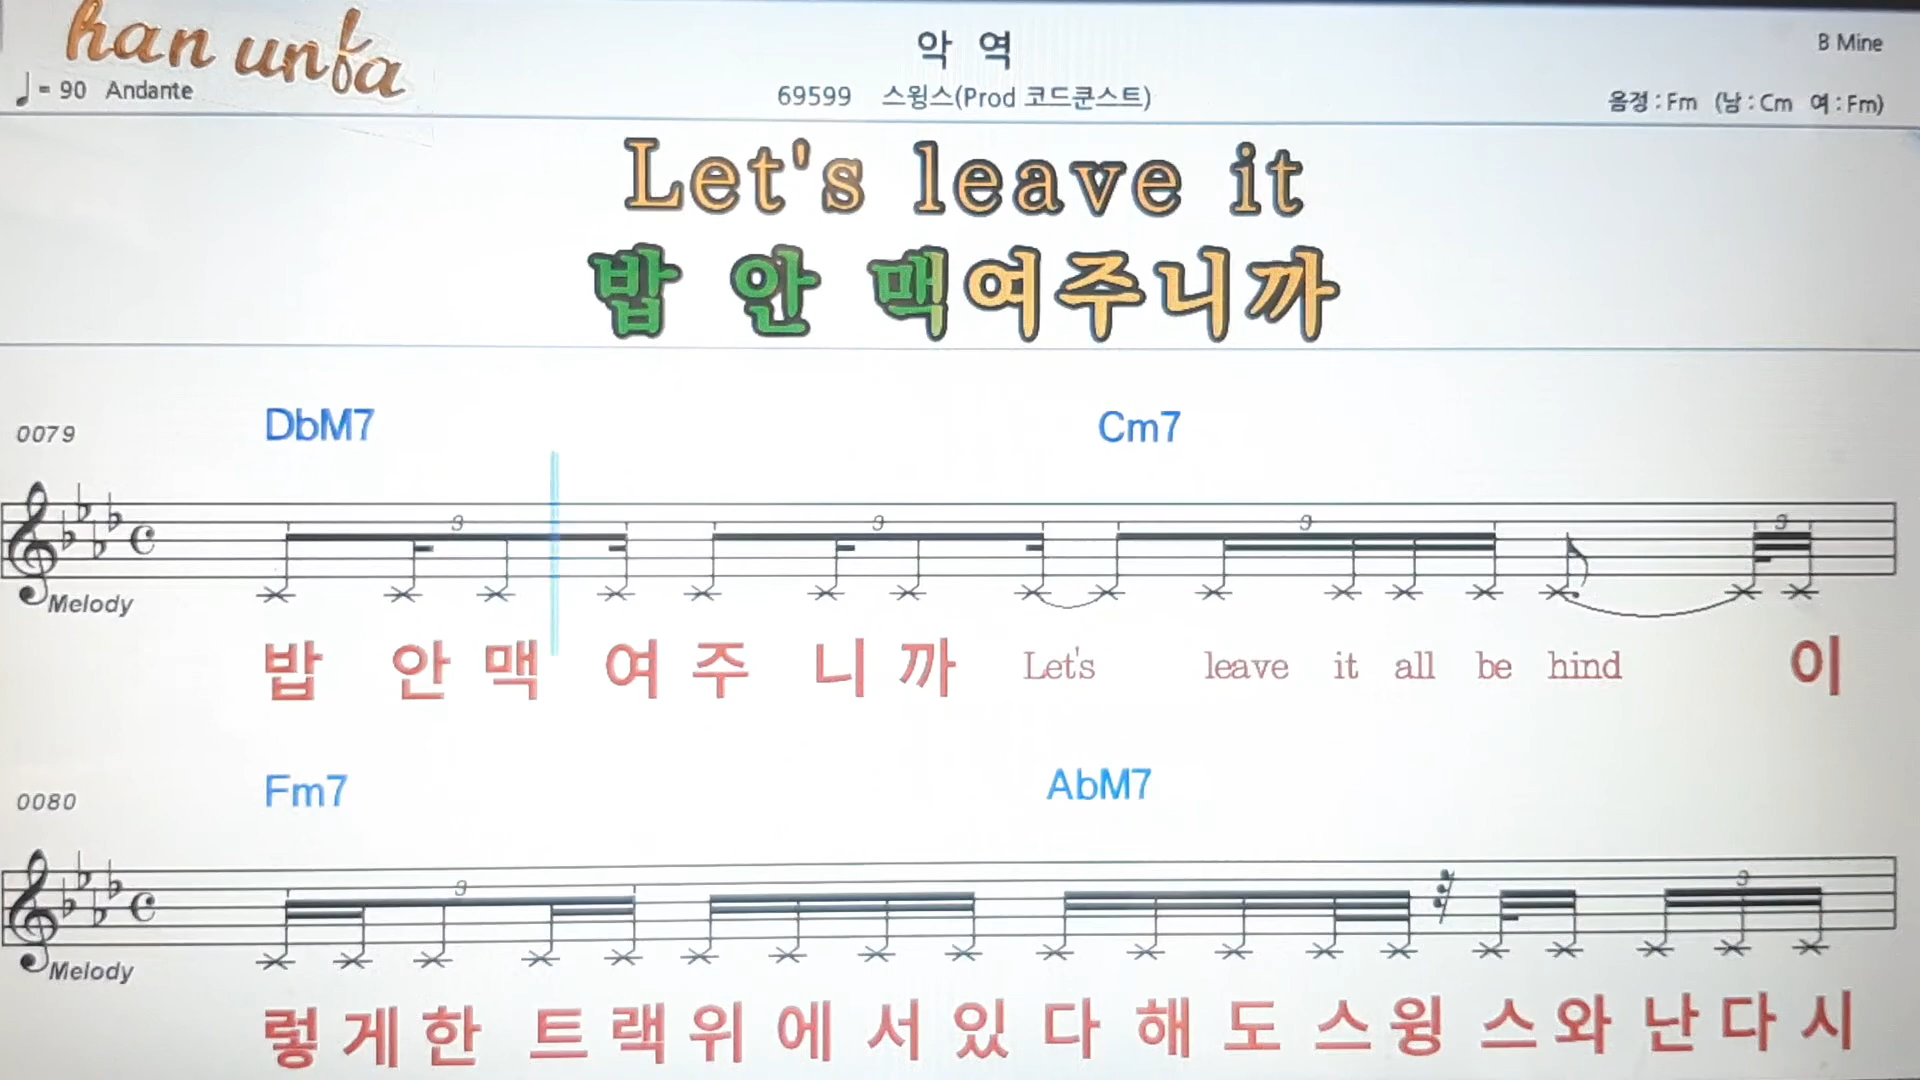 han unfa
악 역
B Mine
♩= 90 Andante
69599 스윙스(Prod 코드쿤스트)
음정 : Fm (남 : Cm 여 : Fm)
Let's leave it
밥 안 맥여주니까
0079
DbM7 Cm7
3 3 3 3
Melody
밥 안 맥 여 주 니 까 Let's leave it all be hind 이
0080
Fm7 AbM7
3 3
Melody
렇 게 한 트 랙 위 에 서 있 다 해 도 스 윙 스 와 난 다 시